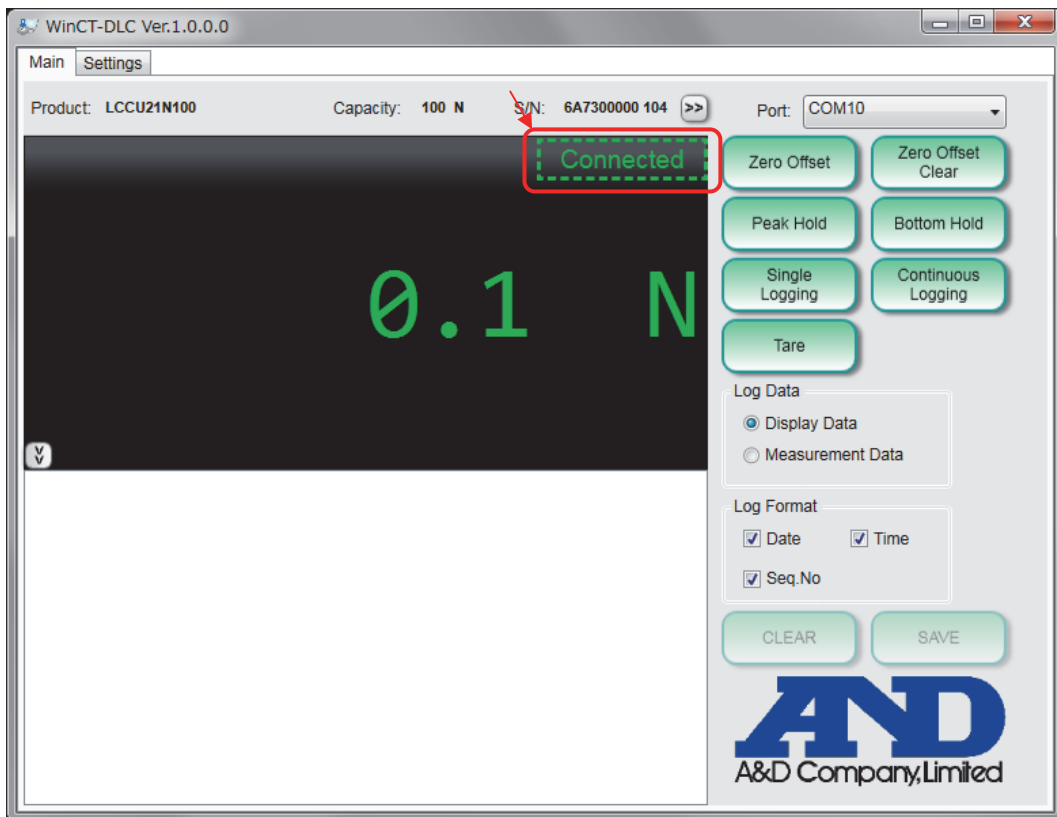 WinCT-DLC Ver.1.0.0.0
Main Settings
Product: LCCU21N100 Capacity: 100 N S/N: 6A7300000 104 >> Port: COM10
Connected
0.1 N
Zero Offset
Zero Offset
Clear
Peak Hold
Bottom Hold
Single
Logging
Continuous
Logging
Tare
Log Data
Display Data
Measurement Data
Log Format
Date Time
Seq.No
CLEAR SAVE
AND
A&D Company,Limited